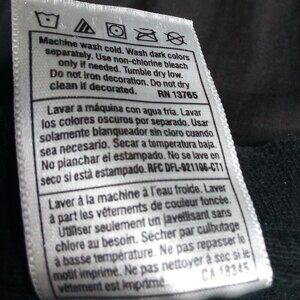 Machine wash cold. Wash dark colors
separately. Use non-chlorine bleach
only if needed. Tumble dry low.
Do not iron decoration. Do not dry
clean if decorated. RN 13765
Lavar a máquina con agua fría. Lavar
los colores oscuros por separado. Usar
solamente blanqueador sin cloro cuando
sea necesario. Secar a temperatura baja.
No planchar el estampado. No se lave en
seco si está estampado. RFC DFL-921196-CT1
Laver à la machine à l'eau froide. Laver
à part les vêtements de couleur foncée.
Utiliser seulement un javellisant sans
chlore au besoin. Sécher par culbutage
à basse température. Ne pas repasser le
motif imprimé. Ne pas nettoyer à sec si
motif imprimé. CA 18345